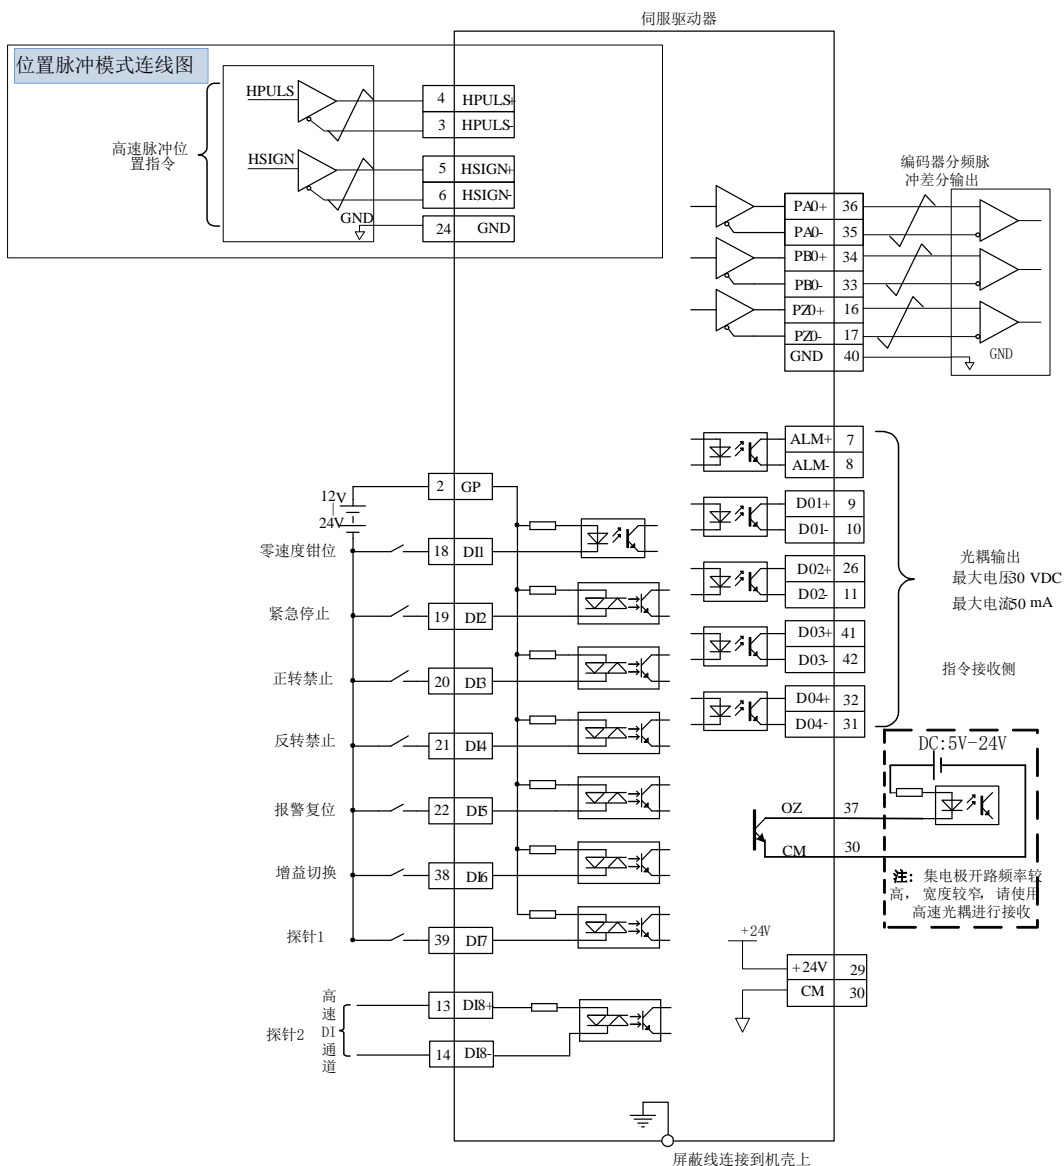 伺服驱动器
位置脉冲模式连线图
高速脉冲位
置指令
HPULS
4 HPULS+
3 HPULS-
HSIGN
5 HSIGN+
6 HSIGN-
GND
24 GND
编码器分频脉
冲差分输出
PA0+ 36
PA0- 35
PB0+ 34
PB0- 33
PZ0+ 16
PZ0- 17
GND 40
GND
ALM+ 7
ALM- 8
D01+ 9
D01- 10
D02+ 26
D02- 11
D03+ 41
D03- 42
D04+ 32
D04- 31
光耦输出
最大电压30 VDC
最大电流50 mA
指令接收侧
12V
24V
2 GP
零速度钳位 18 DI1
紧急停止 19 DI2
正转禁止 20 DI3
反转禁止 21 DI4
报警复位 22 DI5
增益切换 38 DI6
探针1 39 DI7
探针2
高速DI通道
13 DI8+
14 DI8-
DC:5V-24V
OZ 37
CM 30
注: 集电极开路频率较
高, 宽度较窄, 请使用
高速光耦进行接收
+24V
+24V 29
CM 30
屏蔽线连接到机壳上